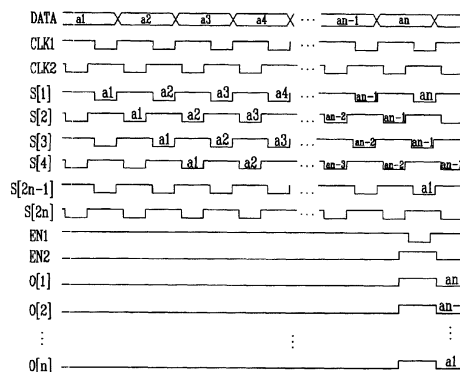 DATA a1 a2 a3 a4 ... an-1 an
CLK1 ...
CLK2
S[1] a1 a2 a3 a4 ... an-1 an
S[2] a1 a2 a3 ... an-2 an-1
S[3] a1 a2 a3 ... an-2 an-1
S[4] a1 a2 ... an-3 an-2 an-1
S[2n-1] ... a1
S[2n] ...
EN1
EN2
O[1] an
O[2] an-
⋮ ⋮ ⋮
O[n] a1